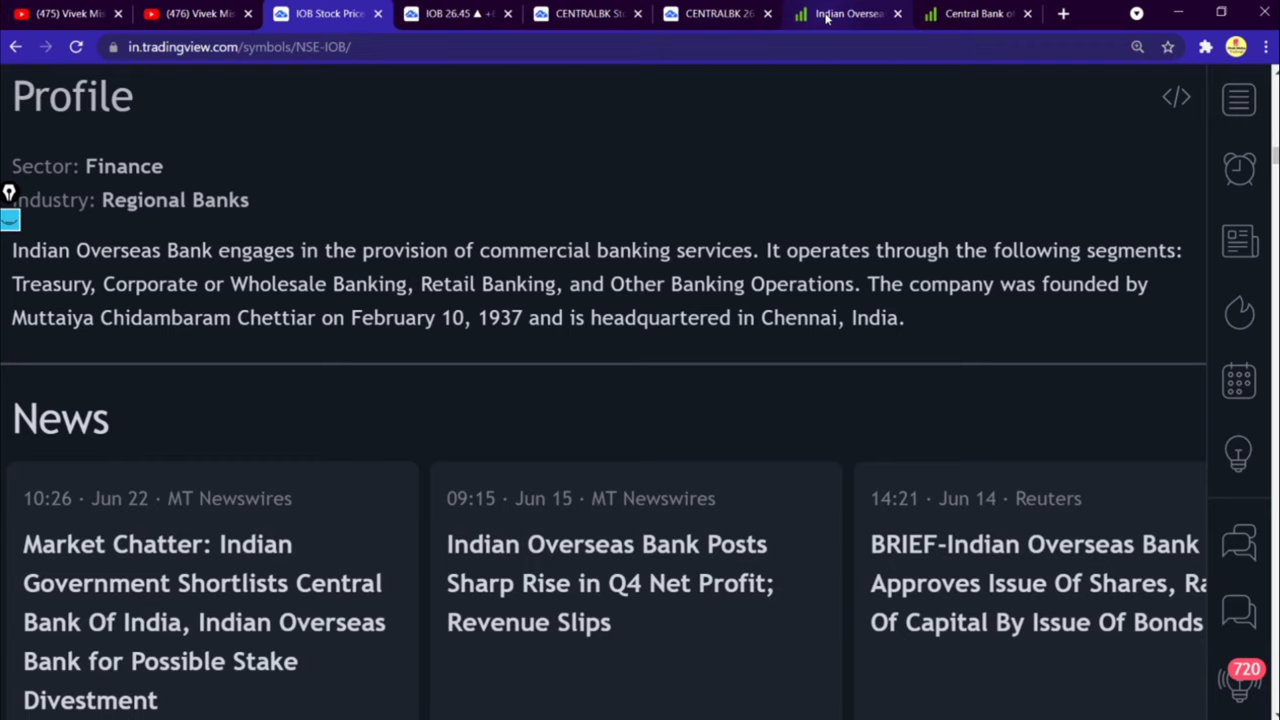 (475) Vivek Mis
(476) Vivek Mis
IOB Stock Price
IOB 26.45 ▲ +6
CENTRALBK Sto
CENTRALBK 26
Indian Oversea
Central Bank of
in.tradingview.com/symbols/NSE-IOB/
Profile
Sector: Finance
Industry: Regional Banks
Indian Overseas Bank engages in the provision of commercial banking services. It operates through the following segments:
Treasury, Corporate or Wholesale Banking, Retail Banking, and Other Banking Operations. The company was founded by
Muttaiya Chidambaram Chettiar on February 10, 1937 and is headquartered in Chennai, India.
News
10:26 · Jun 22 · MT Newswires
Market Chatter: Indian
Government Shortlists Central
Bank Of India, Indian Overseas
Bank for Possible Stake
Divestment
09:15 · Jun 15 · MT Newswires
Indian Overseas Bank Posts
Sharp Rise in Q4 Net Profit;
Revenue Slips
14:21 · Jun 14 · Reuters
BRIEF-Indian Overseas Bank
Approves Issue Of Shares, Ra
Of Capital By Issue Of Bonds
720